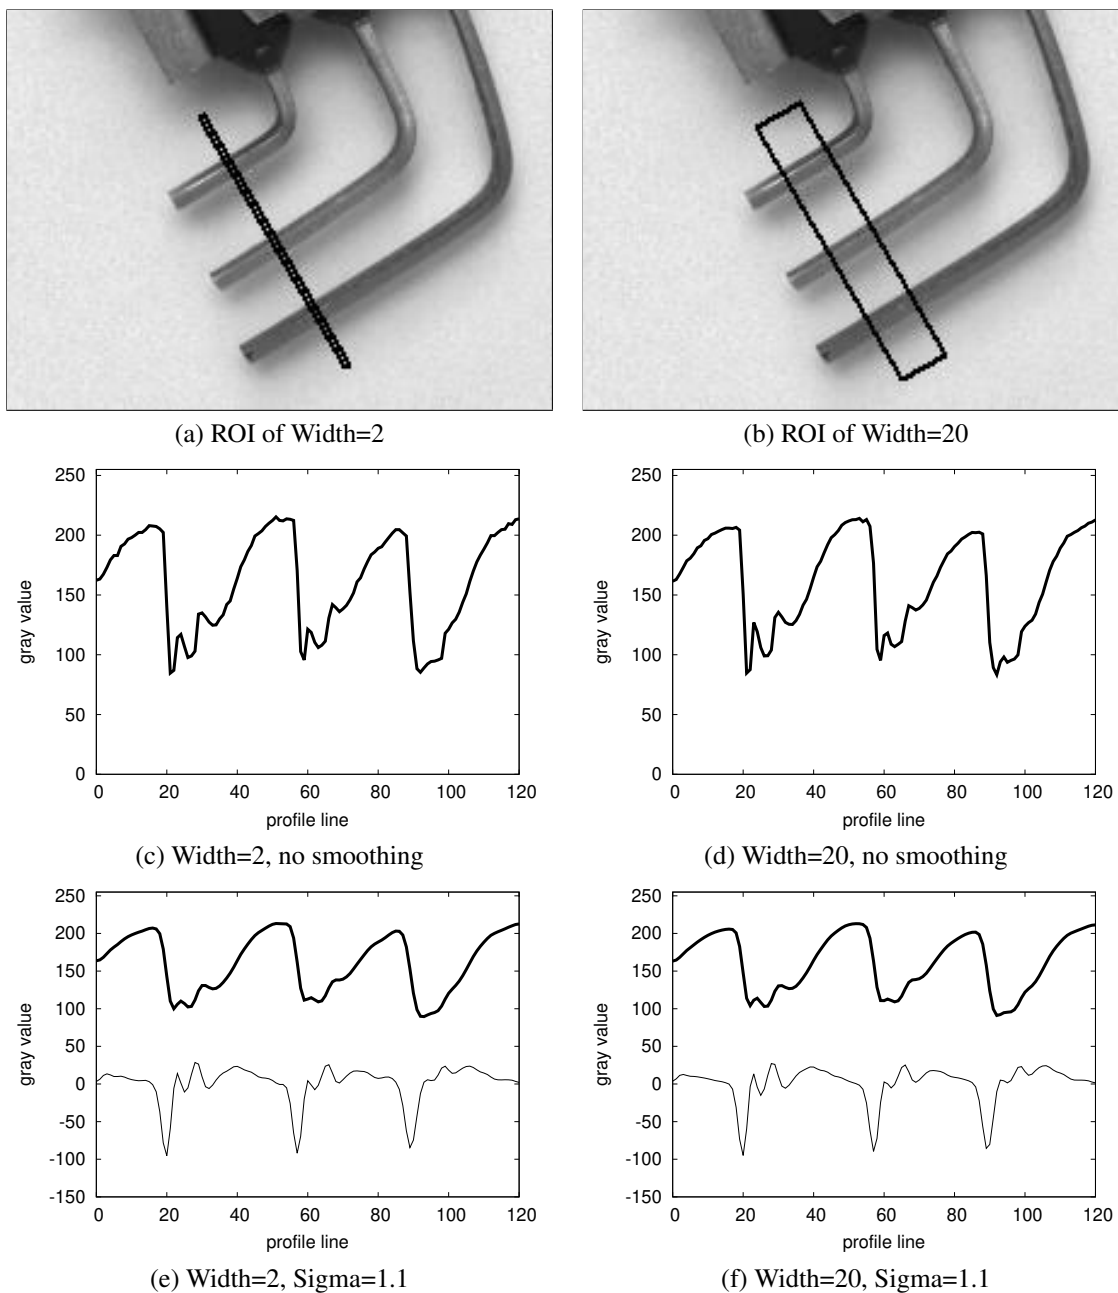 (a) ROI of Width=2
(b) ROI of Width=20
250
200
150
100
50
0
gray value
0 20 40 60 80 100 120
profile line
(c) Width=2, no smoothing
250
200
150
100
50
0
gray value
0 20 40 60 80 100 120
profile line
(d) Width=20, no smoothing
250
200
150
100
50
0
-50
-100
-150
gray value
0 20 40 60 80 100 120
profile line
(e) Width=2, Sigma=1.1
250
200
150
100
50
0
-50
-100
-150
gray value
0 20 40 60 80 100 120
profile line
(f) Width=20, Sigma=1.1